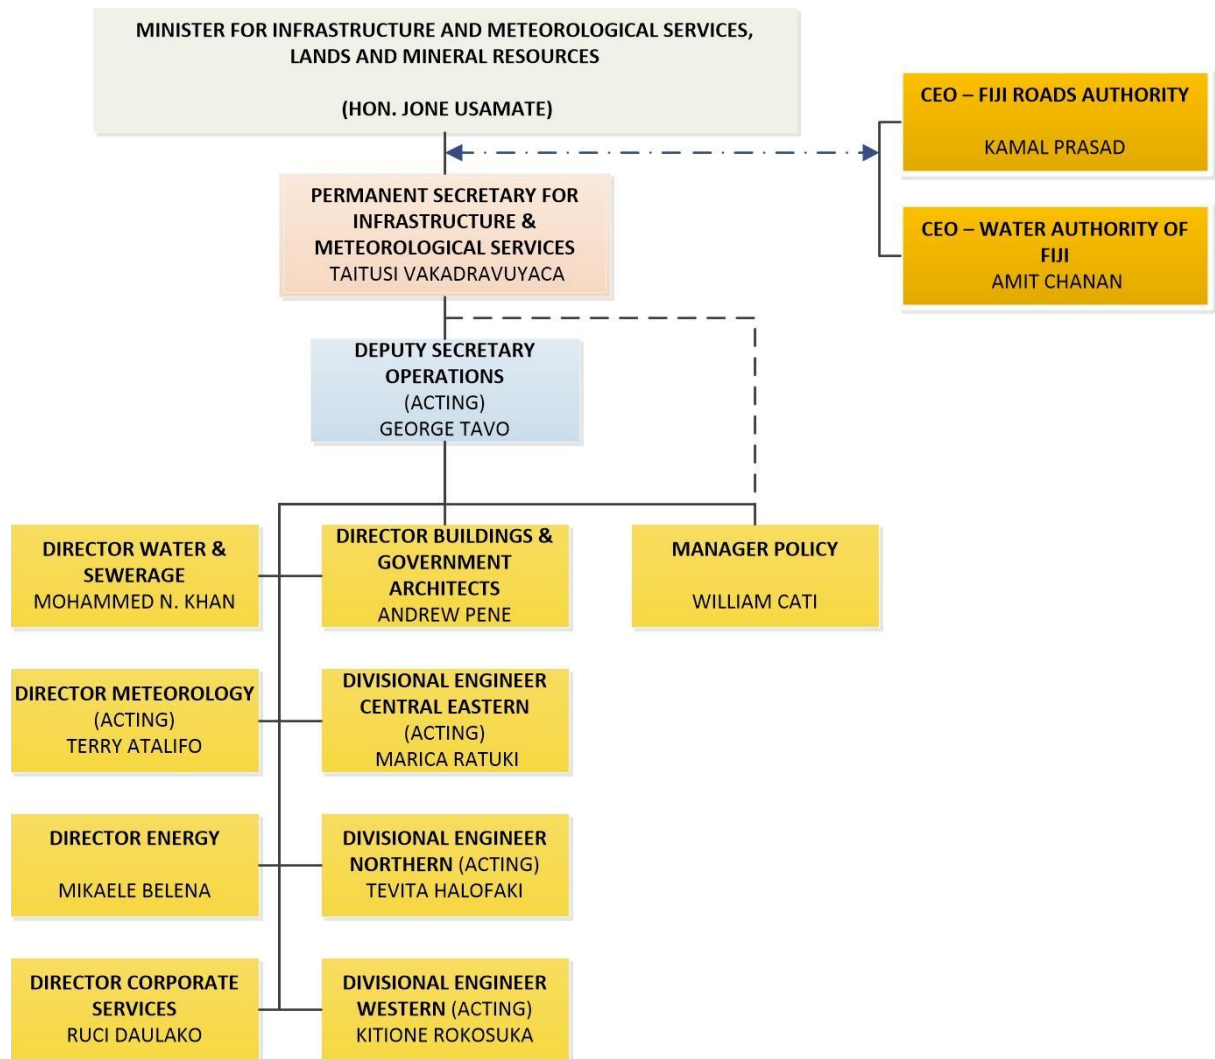 MINISTER FOR INFRASTRUCTURE AND METEOROLOGICAL SERVICES,
LANDS AND MINERAL RESOURCES
(HON. JONE USAMATE)
CEO – FIJI ROADS AUTHORITY
KAMAL PRASAD
CEO – WATER AUTHORITY OF
FIJI
AMIT CHANAN
PERMANENT SECRETARY FOR
INFRASTRUCTURE &
METEOROLOGICAL SERVICES
TAITUSI VAKADRAVUYACA
DEPUTY SECRETARY
OPERATIONS
(ACTING)
GEORGE TAVO
DIRECTOR WATER &
SEWERAGE
MOHAMMED N. KHAN
DIRECTOR BUILDINGS &
GOVERNMENT
ARCHITECTS
ANDREW PENE
MANAGER POLICY
WILLIAM CATI
DIRECTOR METEOROLOGY
(ACTING)
TERRY ATALIFO
DIVISIONAL ENGINEER
CENTRAL EASTERN
(ACTING)
MARICA RATUKI
DIRECTOR ENERGY
MIKAELE BELENA
DIVISIONAL ENGINEER
NORTHERN (ACTING)
TEVITA HALOFAKI
DIRECTOR CORPORATE
SERVICES
RUCI DAULAKO
DIVISIONAL ENGINEER
WESTERN (ACTING)
KITIONE ROKOSUKA